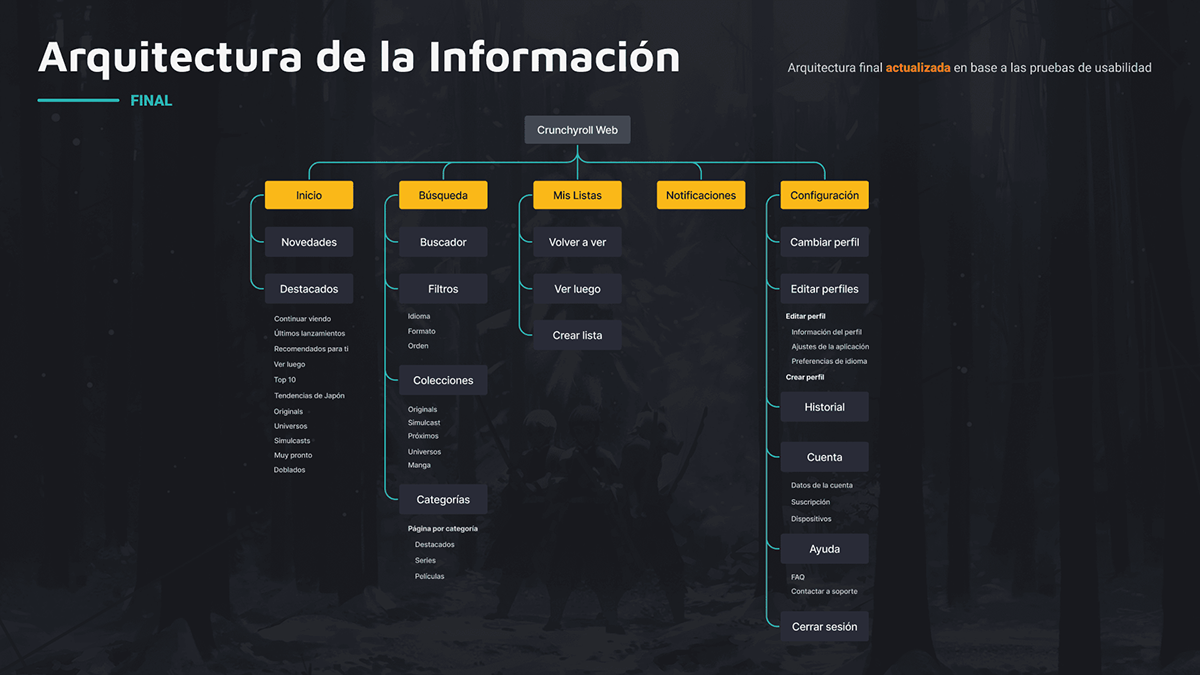 Arquitectura de la Información
Arquitectura final actualizada en base a las pruebas de usabilidad
FINAL
Crunchyroll Web
Inicio
Novedades
Destacados
Continuar viendo
Últimos lanzamientos
Recomendados para ti
Ver luego
Top 10
Tendencias de Japón
Originals
Universos
Simulcasts
Muy pronto
Doblados
Búsqueda
Buscador
Filtros
Idioma
Formato
Orden
Colecciones
Originals
Simulcast
Próximos
Universos
Manga
Categorías
Página por categoría
Destacados
Series
Películas
Mis Listas
Volver a ver
Ver luego
Crear lista
Notificaciones
Configuración
Cambiar perfil
Editar perfiles
Editar perfil
Información del perfil
Ajustes de la aplicación
Preferencias de idioma
Crear perfil
Historial
Cuenta
Datos de la cuenta
Suscripción
Dispositivos
Ayuda
FAQ
Contactar a soporte
Cerrar sesión